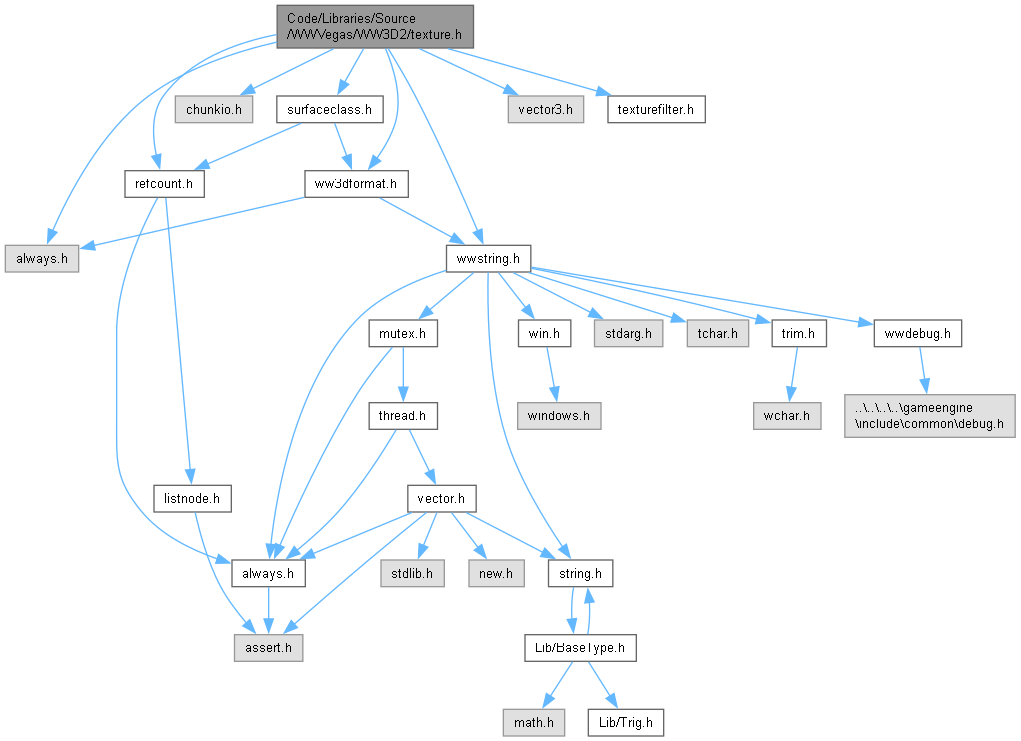 Code/Libraries/Source
/WWVegas/WW3D2/texture.h
chunkio.h
surfaceclass.h
vector3.h
texturefilter.h
refcount.h
ww3dformat.h
always.h
wwstring.h
mutex.h
win.h
stdarg.h
tchar.h
trim.h
wwdebug.h
thread.h
windows.h
wchar.h
..\..\..\..\gameengine
\include\common\debug.h
listnode.h
vector.h
always.h
stdlib.h
new.h
string.h
assert.h
Lib/BaseType.h
math.h
Lib/Trig.h